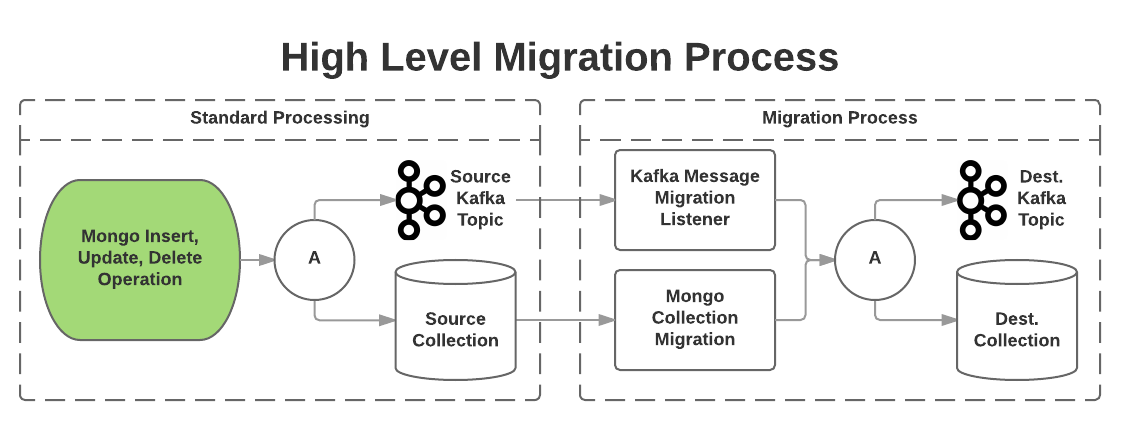 High Level Migration Process
Standard Processing
Mongo Insert,
Update, Delete
Operation
A
Source
Kafka
Topic
Source
Collection
Migration Process
Kafka Message
Migration
Listener
Mongo
Collection
Migration
A
Dest.
Kafka
Topic
Dest.
Collection